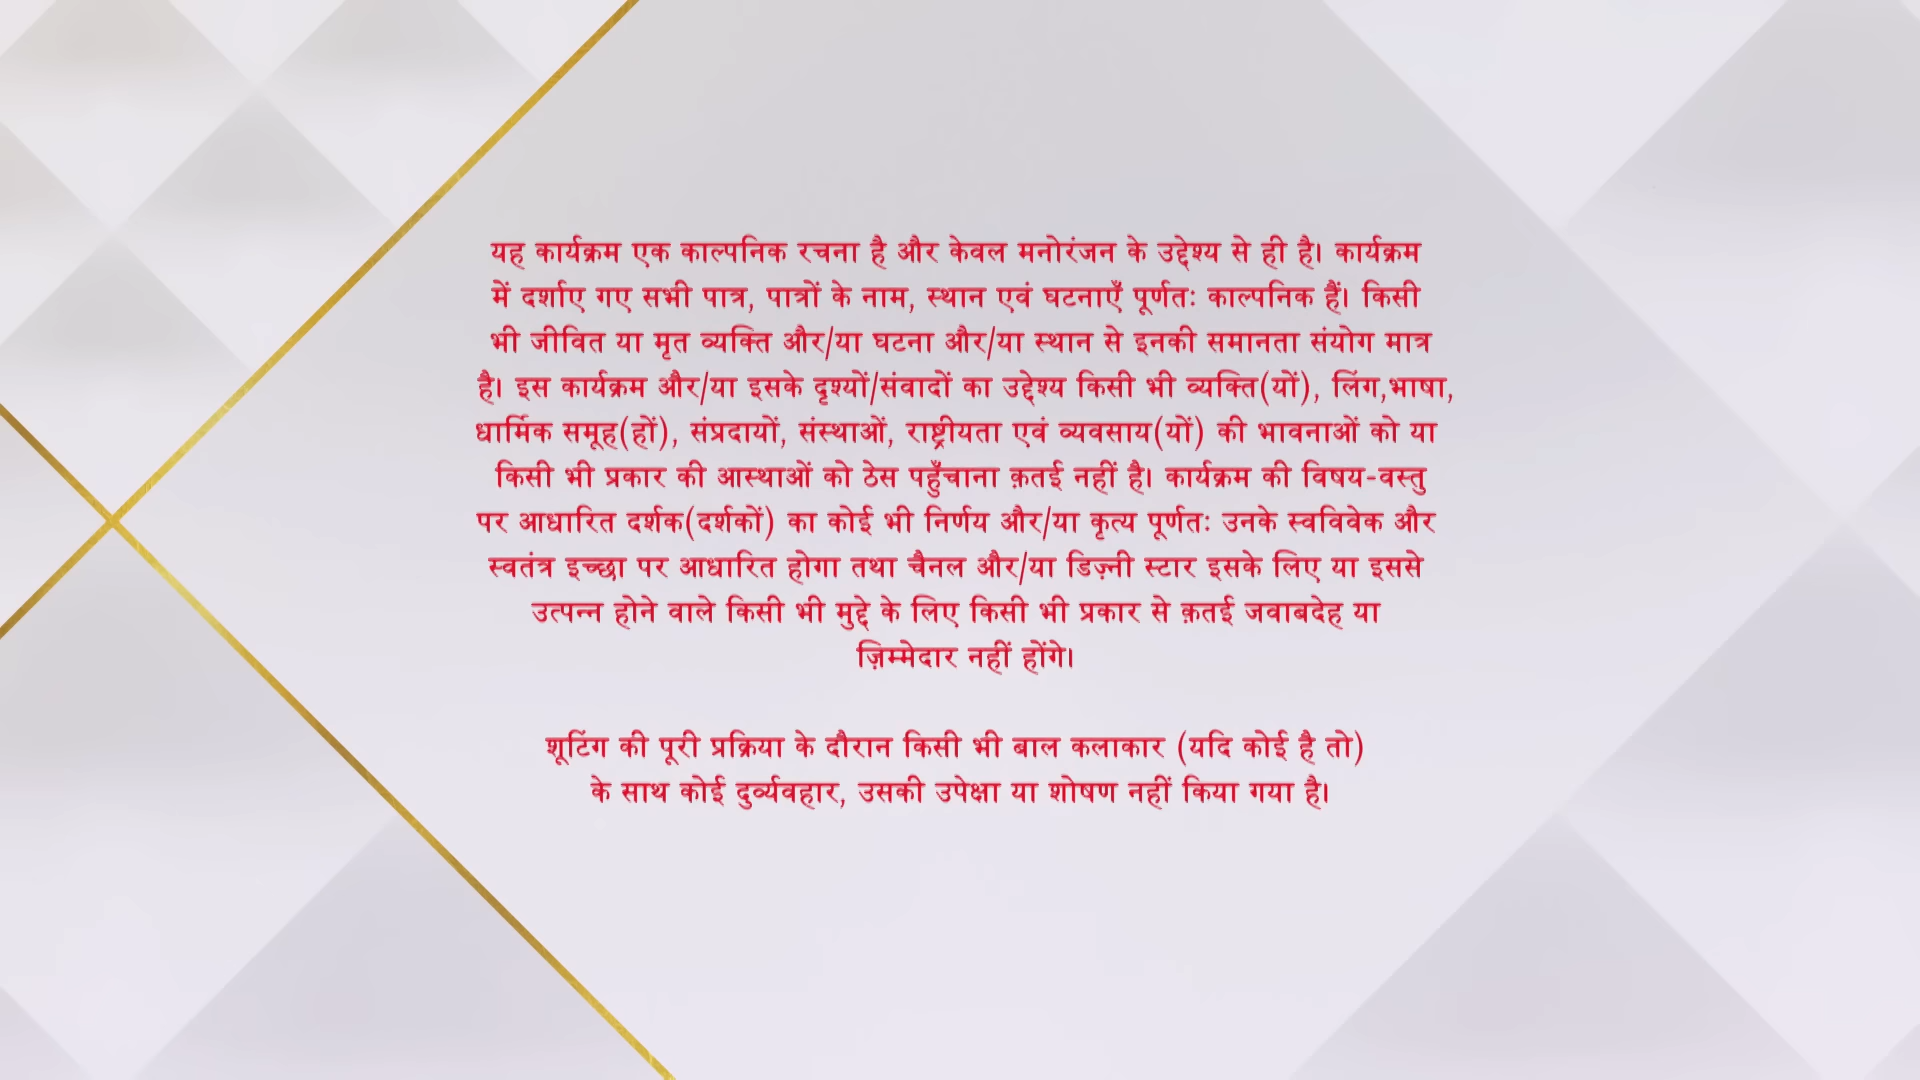 यह कार्यक्रम एक काल्पनिक रचना है और केवल मनोरंजन के उद्देश्य से ही है। कार्यक्रम
में दर्शाए गए सभी पात्र, पात्रों के नाम, स्थान एवं घटनाएँ पूर्णतः काल्पनिक हैं। किसी
भी जीवित या मृत व्यक्ति और/या घटना और/या स्थान से इनकी समानता संयोग मात्र
है। इस कार्यक्रम और/या इसके दृश्यों/संवादों का उद्देश्य किसी भी व्यक्ति(यों), लिंग,भाषा,
धार्मिक समूह(हों), संप्रदायों, संस्थाओं, राष्ट्रीयता एवं व्यवसाय(यों) की भावनाओं को या
किसी भी प्रकार की आस्थाओं को ठेस पहुँचाना क़तई नहीं है। कार्यक्रम की विषय-वस्तु
पर आधारित दर्शक(दर्शकों) का कोई भी निर्णय और/या कृत्य पूर्णतः उनके स्वविवेक और
स्वतंत्र इच्छा पर आधारित होगा तथा चैनल और/या डिज़्नी स्टार इसके लिए या इससे
उत्पन्न होने वाले किसी भी मुद्दे के लिए किसी भी प्रकार से क़तई जवाबदेह या
ज़िम्मेदार नहीं होंगे।
शूटिंग की पूरी प्रक्रिया के दौरान किसी भी बाल कलाकार (यदि कोई है तो)
के साथ कोई दुर्व्यवहार, उसकी उपेक्षा या शोषण नहीं किया गया है।